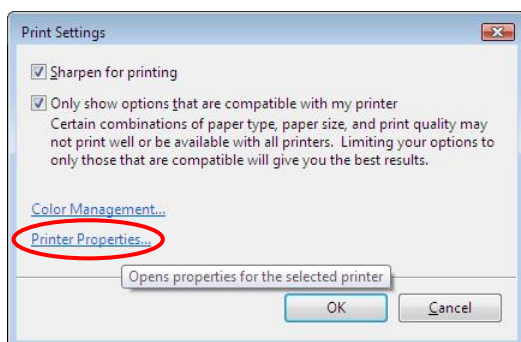 Print Settings
Sharpen for printing
Only show options that are compatible with my printer
Certain combinations of paper type, paper size, and print quality may
not print well or be available with all printers. Limiting your options to
only those that are compatible will give you the best results.
Color Management...
Printer Properties...
Opens properties for the selected printer
OK
Cancel